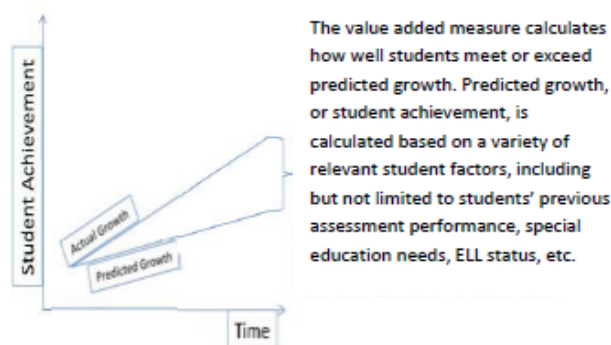 Student Achievement
Actual Growth
Predicted Growth
Time
The value added measure calculates
how well students meet or exceed
predicted growth. Predicted growth,
or student achievement, is
calculated based on a variety of
relevant student factors, including
but not limited to students' previous
assessment performance, special
education needs, ELL status, etc.